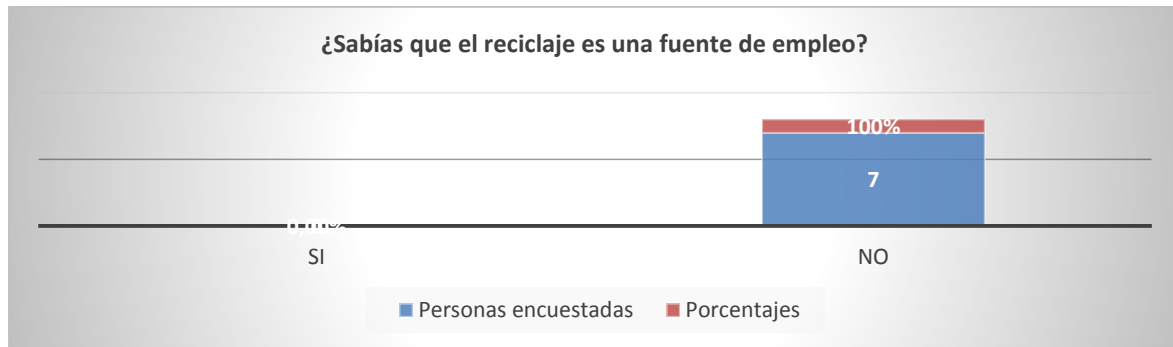 ¿Sabías que el reciclaje es una fuente de empleo?
100%
7
SI
NO
Personas encuestadas
Porcentajes